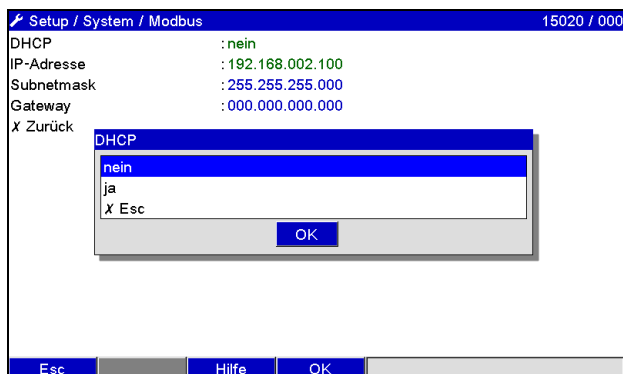 Setup / System / Modbus 15020 / 000
DHCP : nein
IP-Adresse : 192.168.002.100
Subnetmask : 255.255.255.000
Gateway : 000.000.000.000
X Zurück
DHCP
nein
ja
X Esc
OK
Esc Hilfe OK